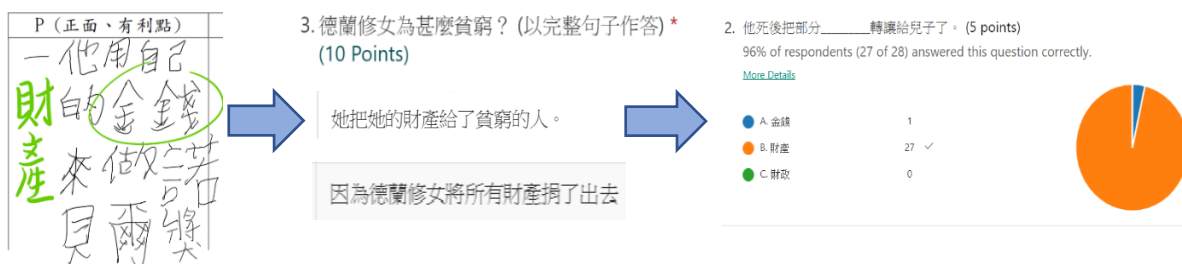 P (正面、有利點)
一他用自己
的金錢
財產
來做諾
貝爾獎
3. 德蘭修女為甚麼貧窮？ (以完整句子作答) *
(10 Points)
她把她的財產給了貧窮的人。
因為德蘭修女將所有財產捐了出去
2. 他死後把部分________轉讓給兒子了。 (5 points)
96% of respondents (27 of 28) answered this question correctly.
More Details
A. 金錢 1
B. 財產 27 ✓
C. 財政 0